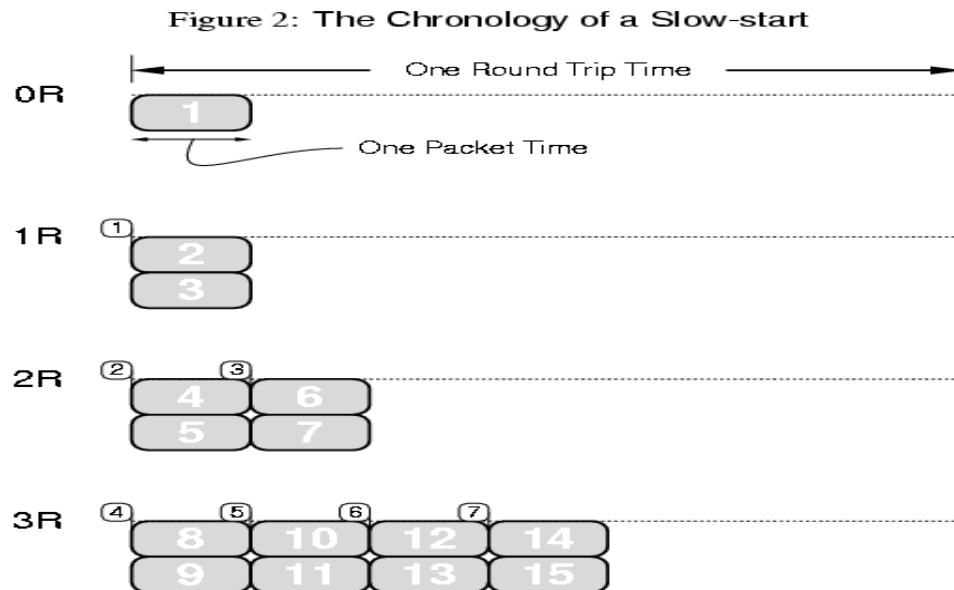 Figure 2: The Chronology of a Slow-start
One Round Trip Time
0R
1
One Packet Time
1
1R
2
3
2 3
2R
4 6
5 7
4 5 6 7
3R
8 10 12 14
9 11 13 15